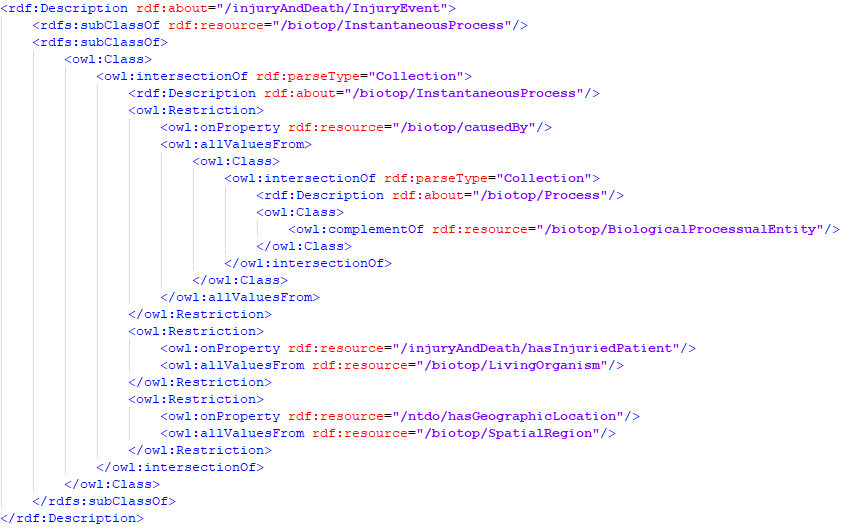 <rdf:Description rdf:about="/injuryAndDeath/InjuryEvent">
<rdfs:subClassOf rdf:resource="/biotop/InstantaneousProcess"/>
<rdfs:subClassOf>
<owl:Class>
<owl:intersectionOf rdf:parseType="Collection">
<rdf:Description rdf:about="/biotop/InstantaneousProcess"/>
<owl:Restriction>
<owl:onProperty rdf:resource="/biotop/causedBy"/>
<owl:allValuesFrom>
<owl:Class>
<owl:intersectionOf rdf:parseType="Collection">
<rdf:Description rdf:about="/biotop/Process"/>
<owl:Class>
<owl:complementOf rdf:resource="/biotop/BiologicalProcessualEntity"/>
</owl:Class>
</owl:intersectionOf>
</owl:Class>
</owl:allValuesFrom>
</owl:Restriction>
<owl:Restriction>
<owl:onProperty rdf:resource="/injuryAndDeath/hasInjuriedPatient"/>
<owl:allValuesFrom rdf:resource="/biotop/LivingOrganism"/>
</owl:Restriction>
<owl:Restriction>
<owl:onProperty rdf:resource="/ntdo/hasGeographicLocation"/>
<owl:allValuesFrom rdf:resource="/biotop/SpatialRegion"/>
</owl:Restriction>
</owl:intersectionOf>
</owl:Class>
</rdfs:subClassOf>
</rdf:Description>